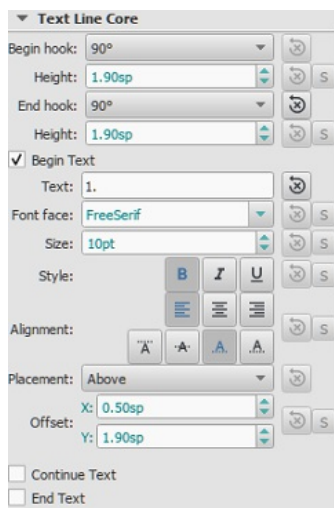 Text Line Core
Begin hook: 90°
Height: 1.90sp S
End hook: 90°
Height: 1.90sp S
Begin Text
Text: 1.
Font face: FreeSerif S
Size: 10pt S
Style: B I U S
Alignment: S
A A A A
Placement: Above
X: 0.50sp
Offset: S
Y: 1.90sp
Continue Text
End Text